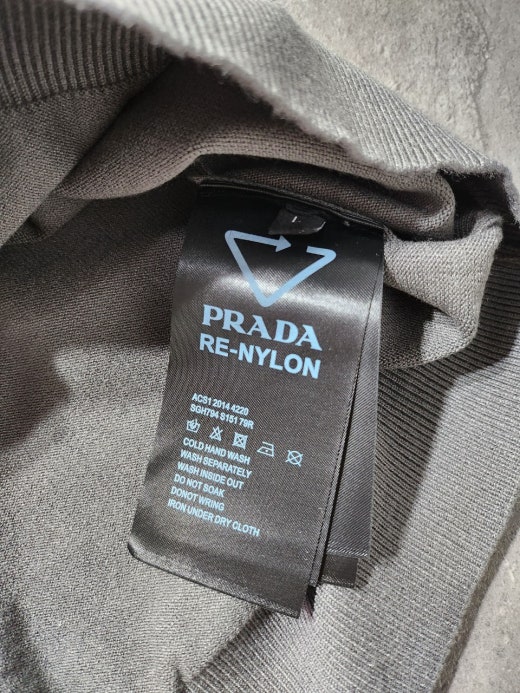 PRADA
RE-NYLON
ACS1 2014 4220
SGH794 S151 79R
COLD HAND WASH
WASH SEPARATELY
WASH INSIDE OUT
DO NOT SOAK
DONOT WRING
IRON UNDER DRY CLOTH